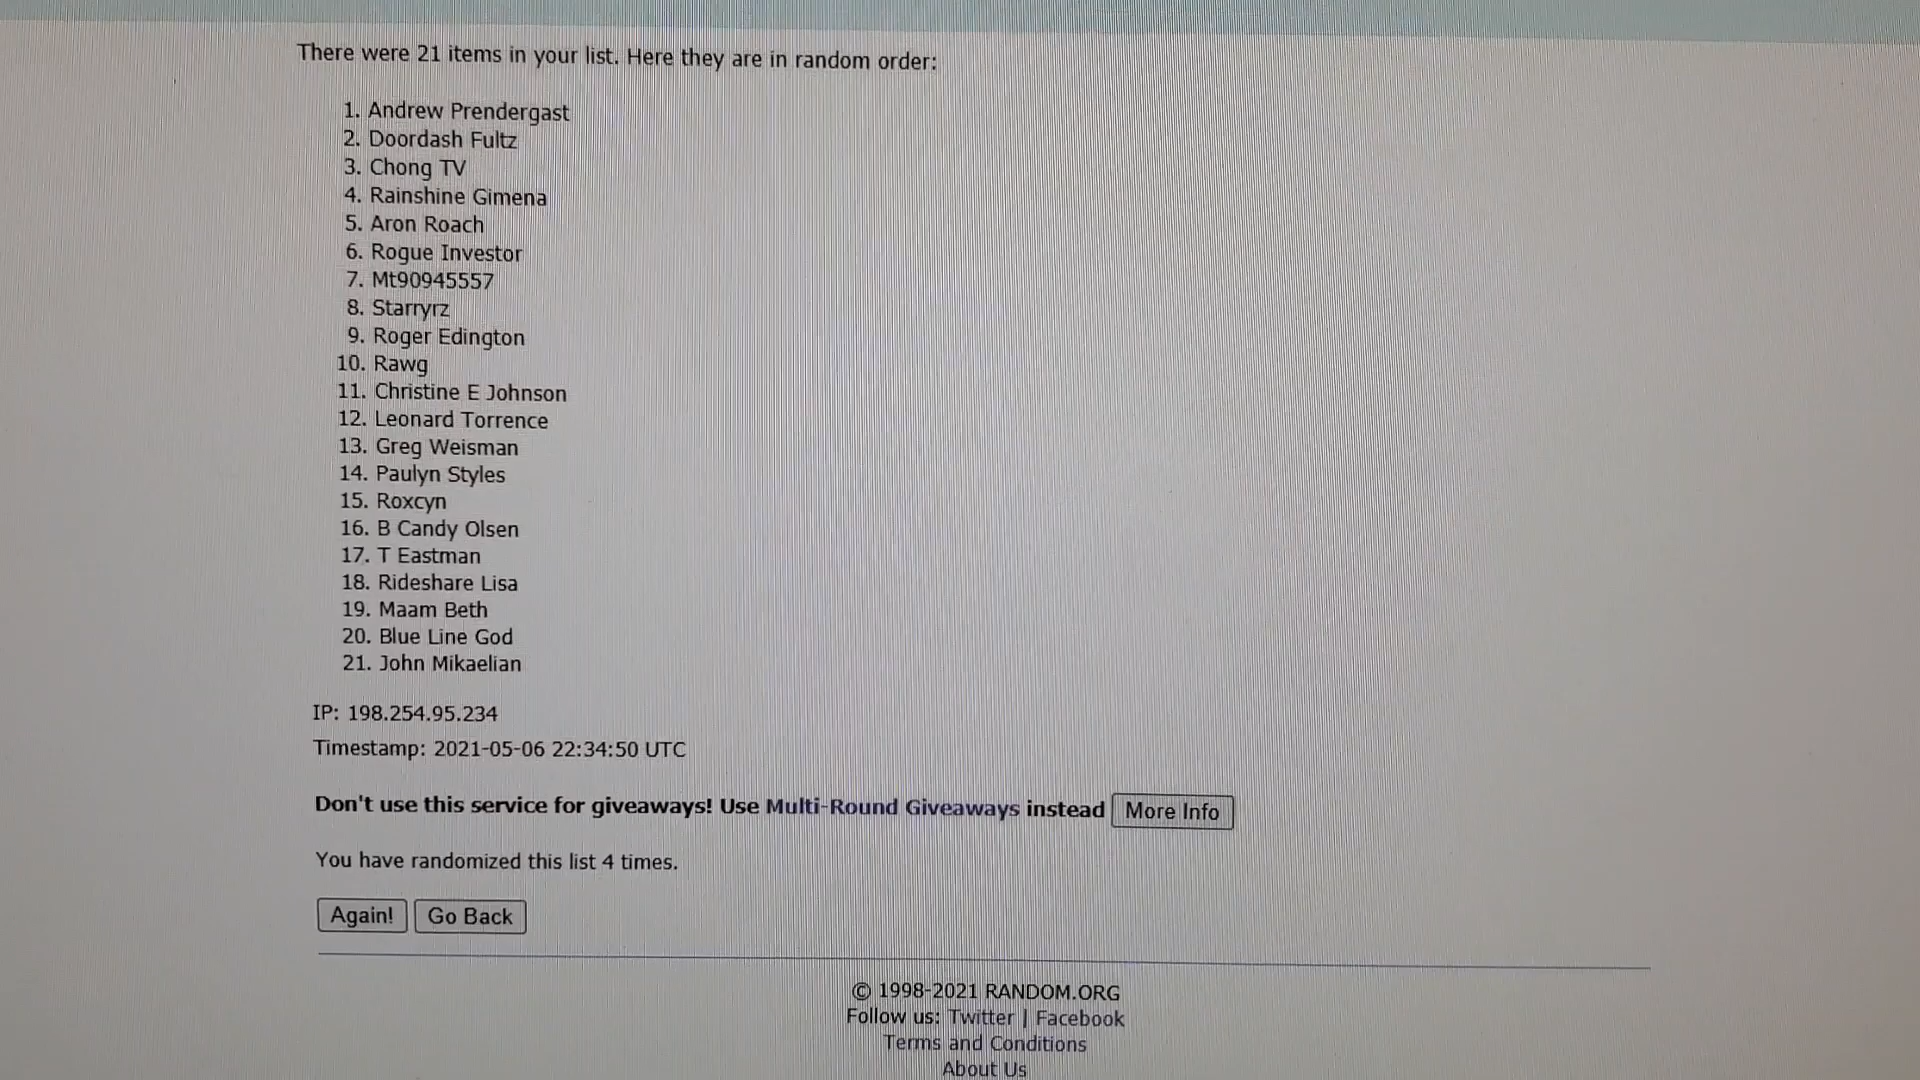 There were 21 items in your list. Here they are in random order:
1. Andrew Prendergast
2. Doordash Fultz
3. Chong TV
4. Rainshine Gimena
5. Aron Roach
6. Rogue Investor
7. Mt90945557
8. Starryrz
9. Roger Edington
10. Rawg
11. Christine E Johnson
12. Leonard Torrence
13. Greg Weisman
14. Paulyn Styles
15. Roxcyn
16. B Candy Olsen
17. T Eastman
18. Rideshare Lisa
19. Maam Beth
20. Blue Line God
21. John Mikaelian
IP: 198.254.95.234
Timestamp: 2021-05-06 22:34:50 UTC
Don't use this service for giveaways! Use Multi-Round Giveaways instead More Info
You have randomized this list 4 times.
Again! Go Back
© 1998-2021 RANDOM.ORG
Follow us: Twitter | Facebook
Terms and Conditions
About Us